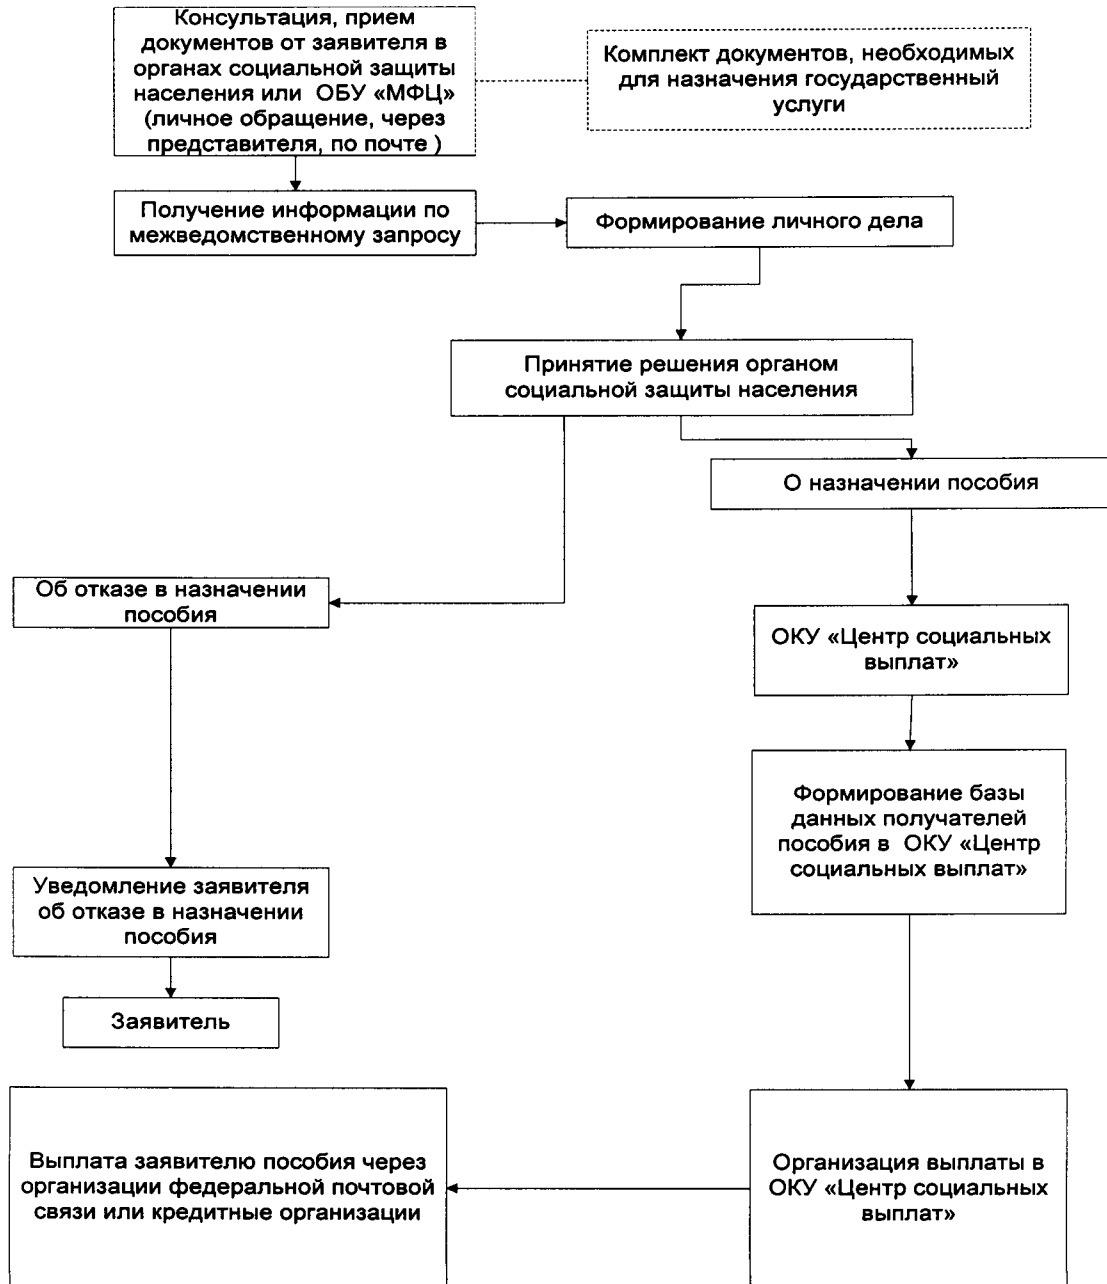 Консультация, прием
документов от заявителя в
органах социальной защиты
населения или ОБУ «МФЦ»
(личное обращение, через
представителя, по почте )
Комплект документов, необходимых
для назначения государственный
услуги
Получение информации по
межведомственному запросу
Формирование личного дела
Принятие решения органом
социальной защиты населения
О назначении пособия
Об отказе в назначении
пособия
ОКУ «Центр социальных
выплат»
Формирование базы
данных получателей
пособия в ОКУ «Центр
социальных выплат»
Уведомление заявителя
об отказе в назначении
пособия
Заявитель
Выплата заявителю пособия через
организации федеральной почтовой
связи или кредитные организации
Организация выплаты в
ОКУ «Центр социальных
выплат»